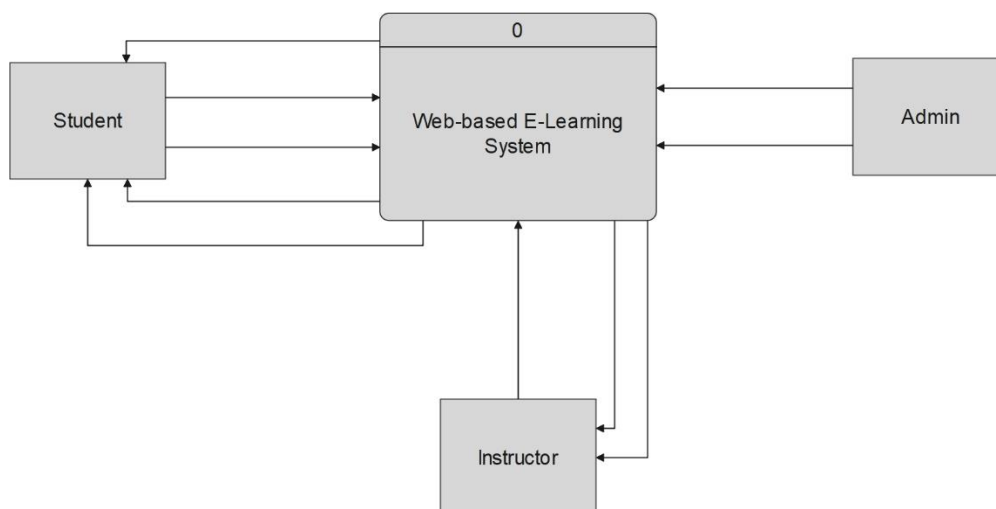 0
Student
Web-based E-Learning
System
Admin
Instructor